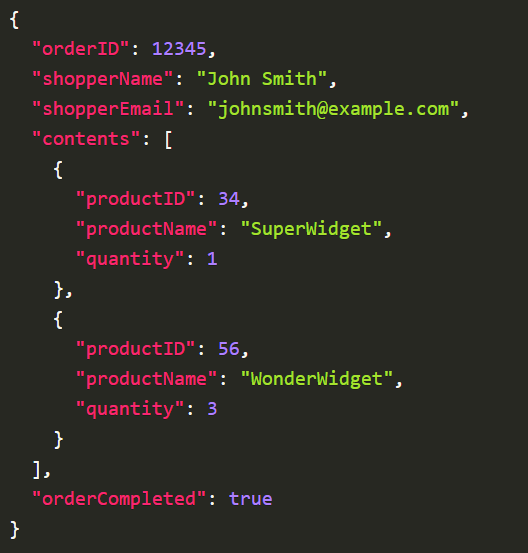 {
  "orderID": 12345,
  "shopperName": "John Smith",
  "shopperEmail": "johnsmith@example.com",
  "contents": [
    {
      "productID": 34,
      "productName": "SuperWidget",
      "quantity": 1
    },
    {
      "productID": 56,
      "productName": "WonderWidget",
      "quantity": 3
    }
  ],
  "orderCompleted": true
}